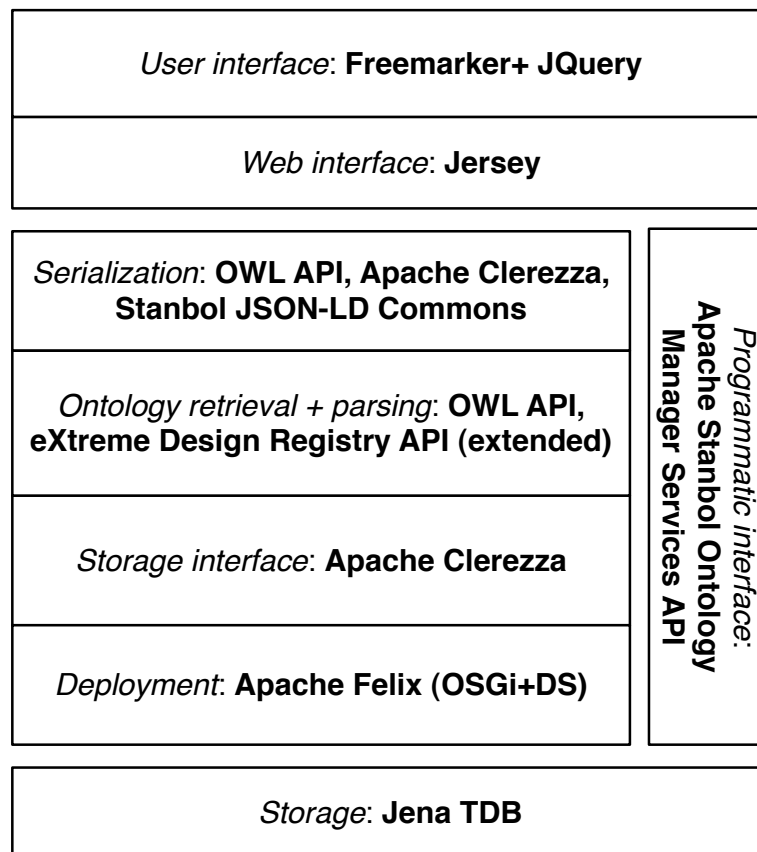 User interface: Freemarker+ JQuery
Web interface: Jersey
Serialization: OWL API, Apache Clerezza,
Stanbol JSON-LD Commons
Ontology retrieval + parsing: OWL API,
eXtreme Design Registry API (extended)
Storage interface: Apache Clerezza
Deployment: Apache Felix (OSGi+DS)
Programmatic interface:
Apache Stanbol Ontology
Manager Services API
Storage: Jena TDB